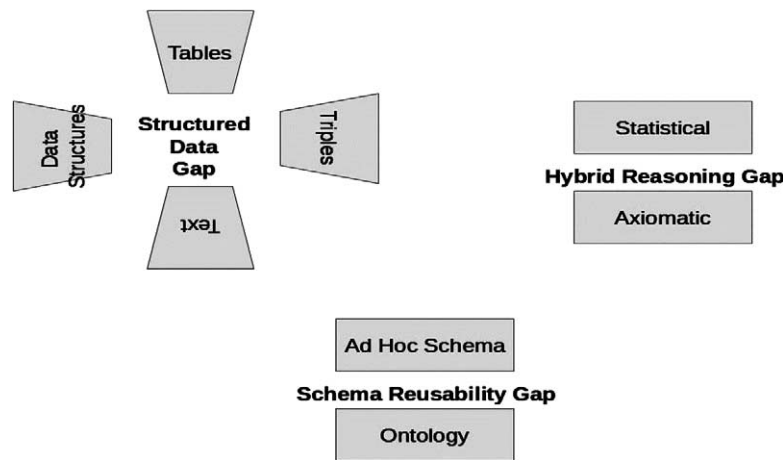 Tables
Data
Structures
Structured
Data
Gap
Triples
Text
Statistical
Hybrid Reasoning Gap
Axiomatic
Ad Hoc Schema
Schema Reusability Gap
Ontology